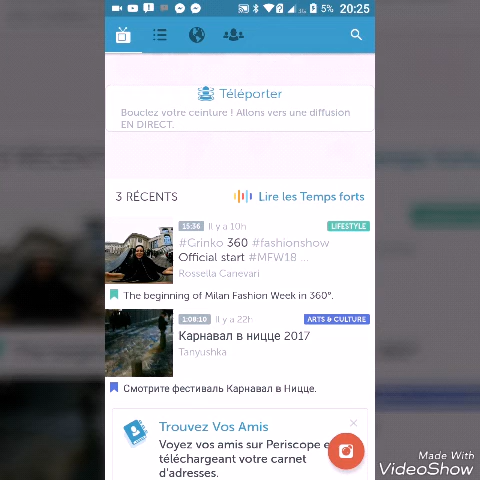 5% 20:25
Téléporter
Bouclez votre ceinture ! Allons vers une diffusion
EN DIRECT.
3 RÉCENTS
Lire les Temps forts
15:36 Il y a 10h LIFESTYLE
#Grinko 360 #fashionshow
Official start #MFW18 ...
Rossella Canevari
The beginning of Milan Fashion Week in 360°.
1:08:10 Il y a 22h ARTS & CULTURE
Карнавал в ницце 2017
Tanyushka
Смотрите фестиваль Карнавал в Ницце.
Trouvez Vos Amis
Voyez vos amis sur Periscope e
téléchargeant votre carnet
d'adresses.
Made With
VideoShow